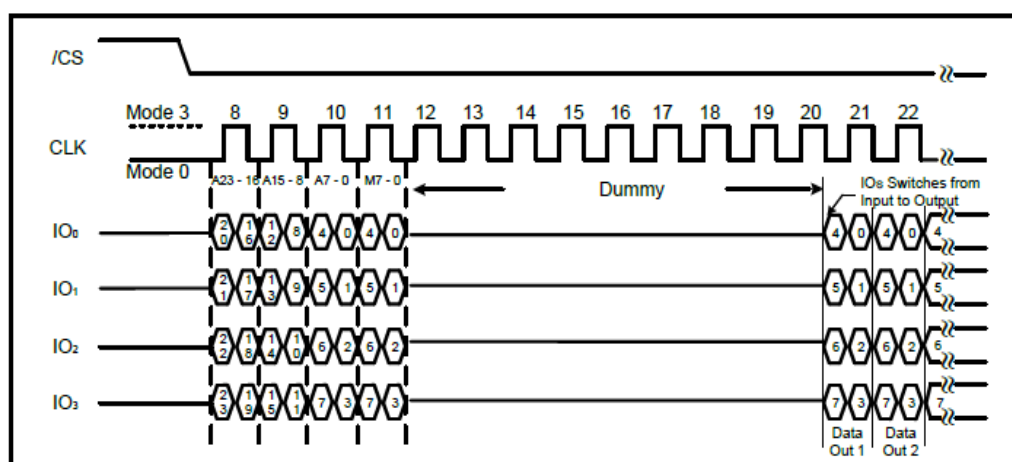 /CS
Mode 3 8 9 10 11 12 13 14 15 16 17 18 19 20 21 22
CLK
Mode 0
A23 - 16 A15 - 8 A7 - 0 M7 - 0
Dummy
IOs Switches from
Input to Output
IO0 20 16 12 8 4 0 4 0 4 0 4 0 4
IO1 21 17 13 9 5 1 5 1 5 1 5 1 5
IO2 22 18 14 10 6 2 6 2 6 2 6 2 6
IO3 23 19 15 11 7 3 7 3 7 3 7 3 7
Data Data
Out 1 Out 2